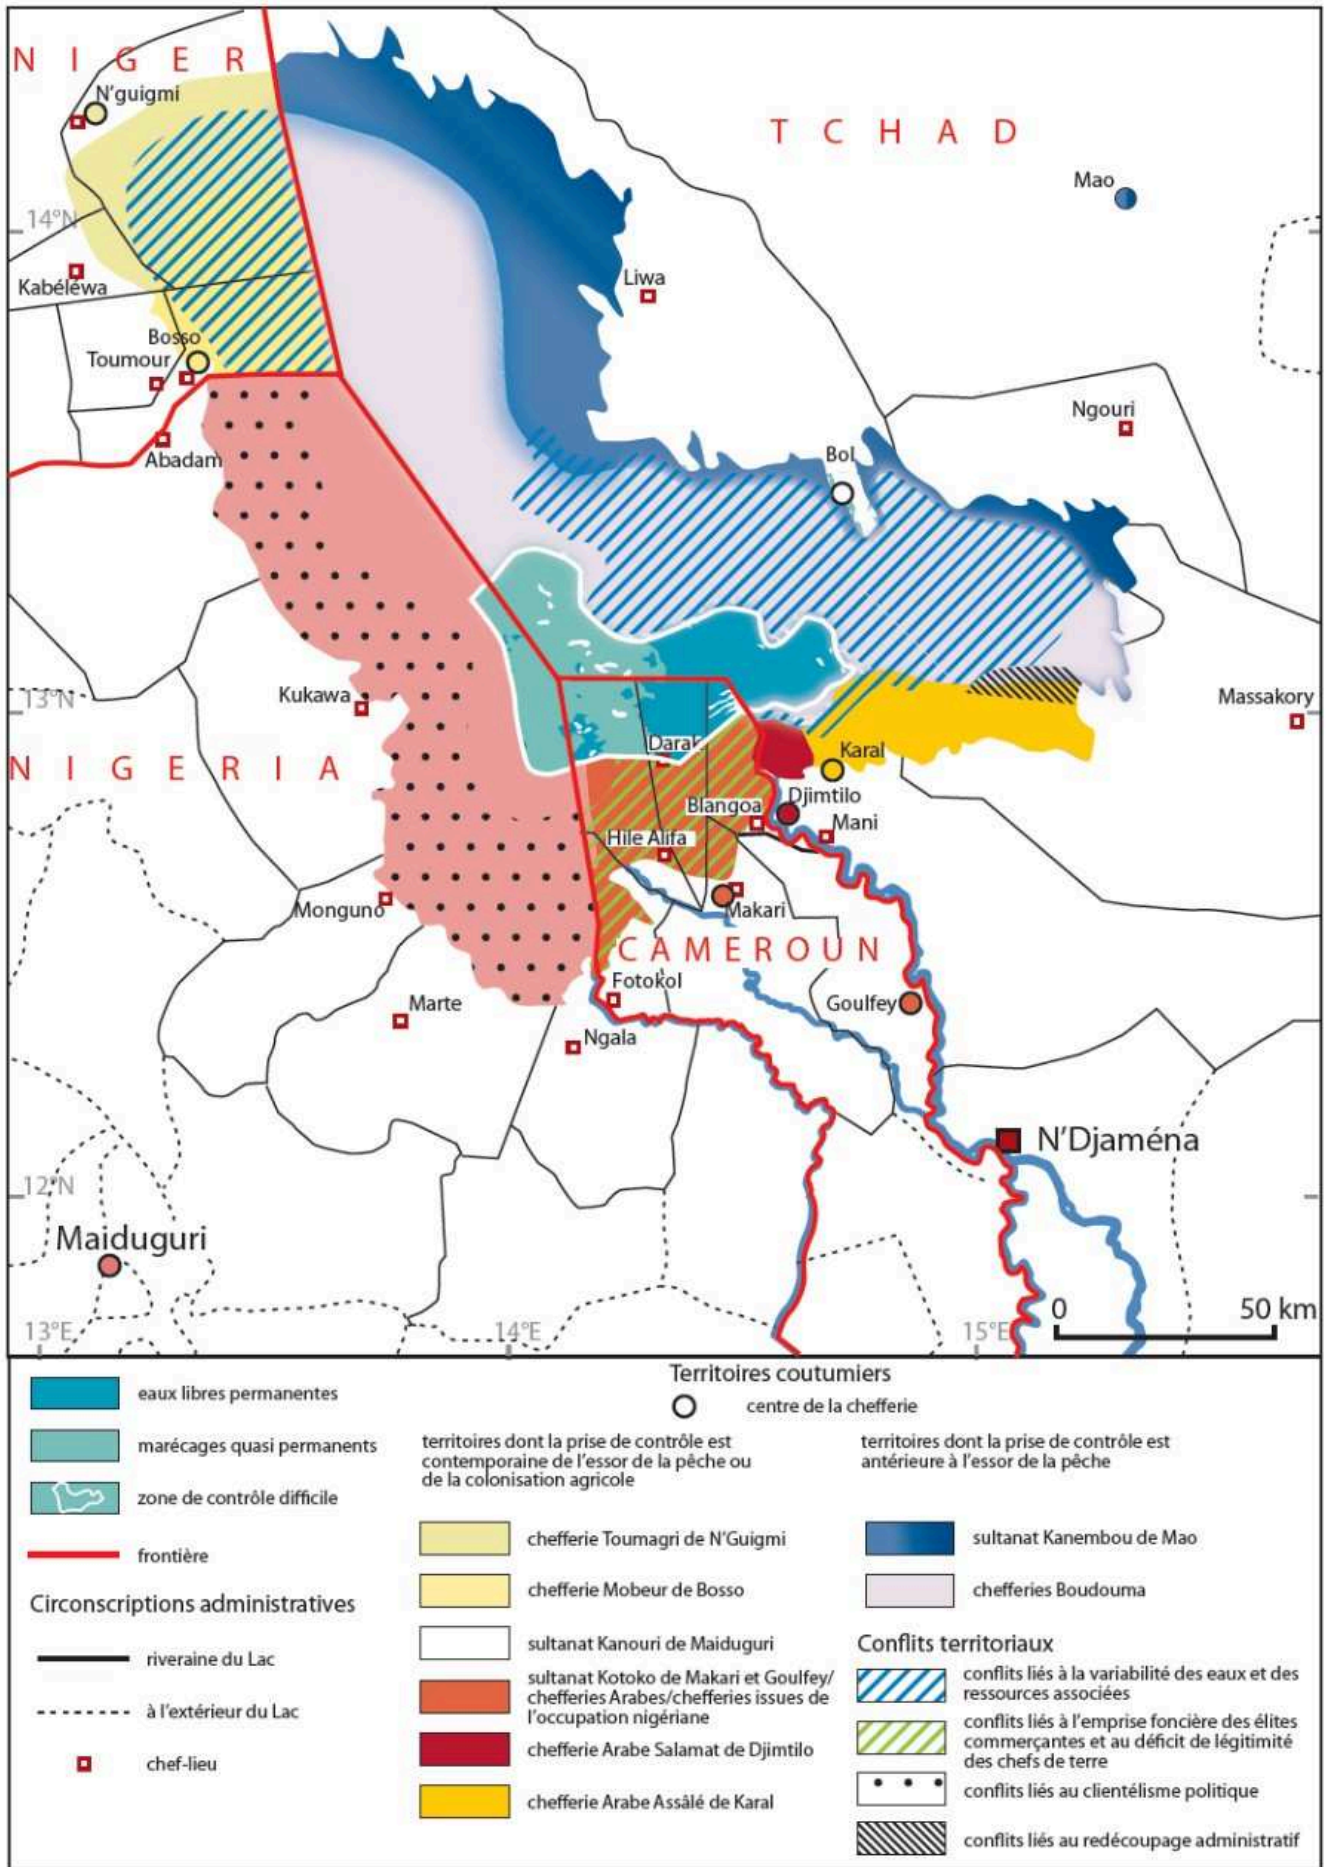 NIGER
N'guigmi
TCHAD
Mao
14°N
Kabéléwa
Liwa
Bosso
Toumour
Ngouri
Abadam
Bol
Kukawa
13°N
Massakory
NIGERIA
Darak
Karal
Blangoa
Djimtilo
Mani
Hile Alifa
Monguno
Makari
CAMEROUN
Fotokol
Goulfey
Marte
Ngala
N'Djaména
12°N
Maiduguri
0 50 km
13°E
14°E
15°E
eaux libres permanentes
marécages quasi permanents
zone de contrôle difficile
frontière
Circonscriptions administratives
riveraine du Lac
à l'extérieur du Lac
chef-lieu
Territoires coutumiers
centre de la chefferie
territoires dont la prise de contrôle est
contemporaine de l'essor de la pêche ou
de la colonisation agricole
chefferie Toumagri de N'Guigmi
chefferie Mobeur de Bosso
sultanat Kanouri de Maiduguri
sultanat Kotoko de Makari et Goulfey/
chefferies Arabes/chefferies issues de
l'occupation nigériane
chefferie Arabe Salamat de Djimtilo
chefferie Arabe Assâlé de Karal
territoires dont la prise de contrôle est
antérieure à l'essor de la pêche
sultanat Kanembou de Mao
chefferies Boudouma
Conflits territoriaux
conflits liés à la variabilité des eaux et des
ressources associées
conflits liés à l'emprise foncière des élites
commerçantes et au déficit de légitimité
des chefs de terre
conflits liés au clientélisme politique
conflits liés au redécoupage administratif